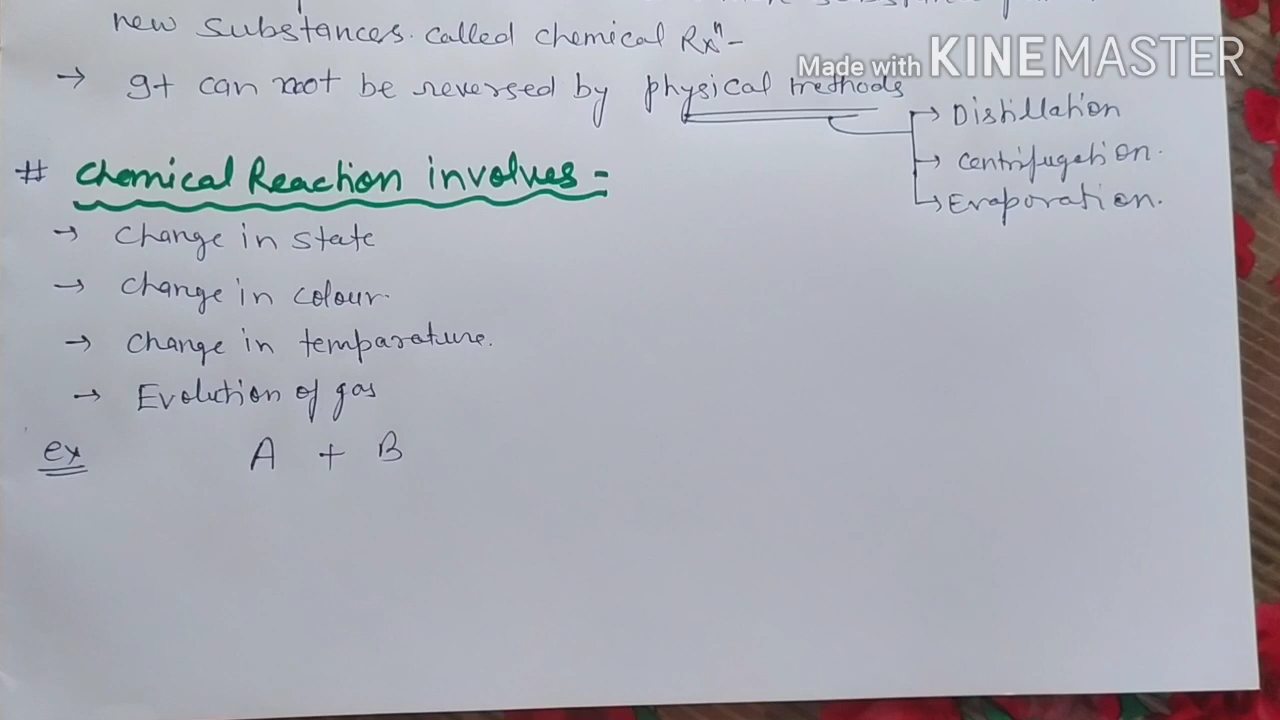 new substances. called chemical Rxⁿ-
Made with KINEMASTER
→ It can not be reversed by physical methods
→ Distillation
→ Centrifugation.
→ Evaporation.
# Chemical Reaction involves -
→ Change in state
→ Change in colour.
→ Change in temparature.
→ Evolution of gas
ex A + B